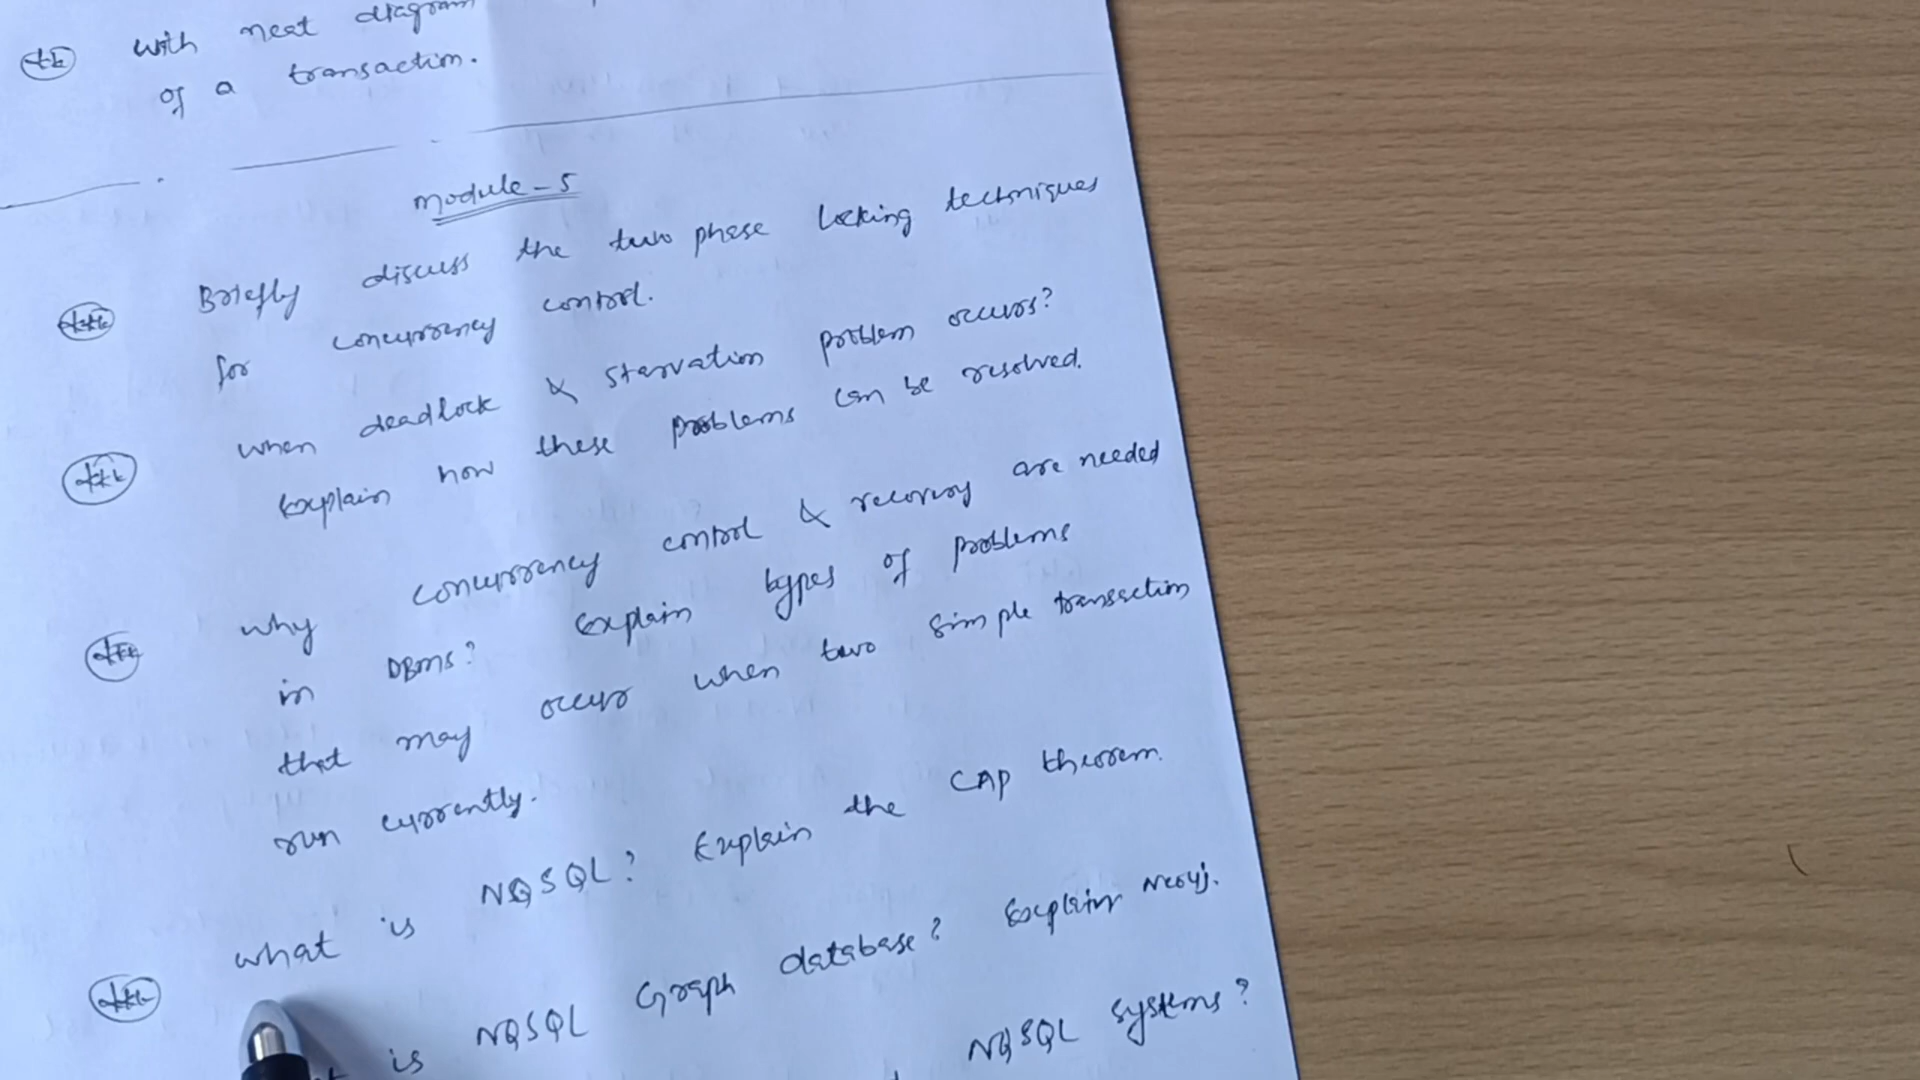 with neat diagram
of a transaction.
Module-5
Briefly discuss the two phase locking techniques
for concurrency control.
when deadlock & starvation problem occurs?
Explain how these problems can be resolved.
why concurrency control & recovery are needed
in DBMS? Explain types of problems
that may occur when two simple transaction
run currently.
what is NOSQL? Explain the CAP theorem.
is NOSQL Graph database? Explain Neo4j.
NOSQL systems?